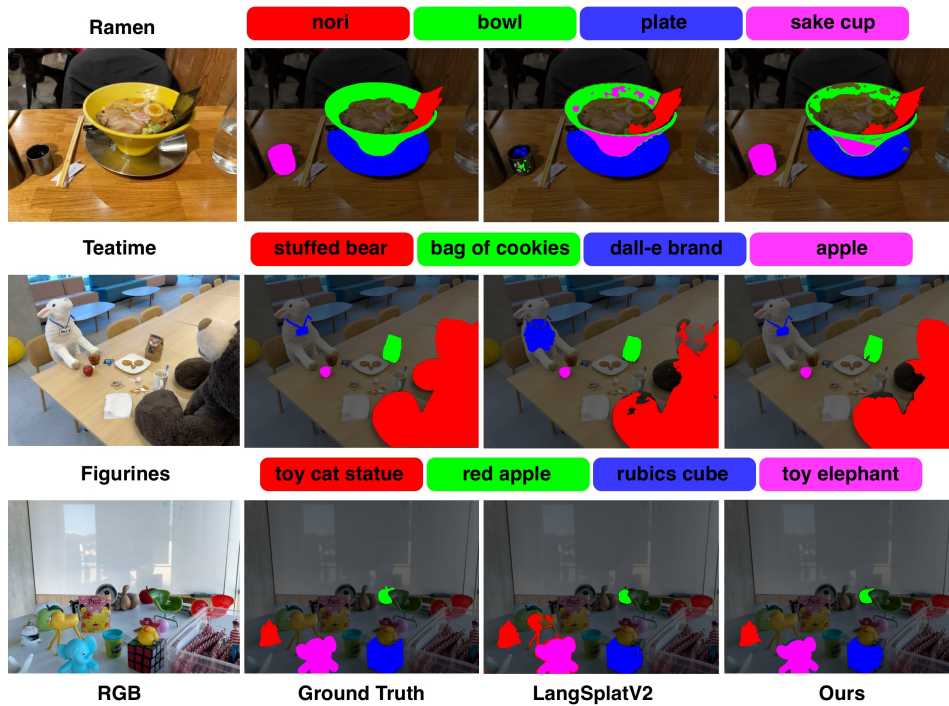 Ramen
nori
bowl
plate
sake cup
Teatime
stuffed bear
bag of cookies
dall-e brand
apple
Figurines
toy cat statue
red apple
rubics cube
toy elephant
RGB
Ground Truth
LangSplatV2
Ours